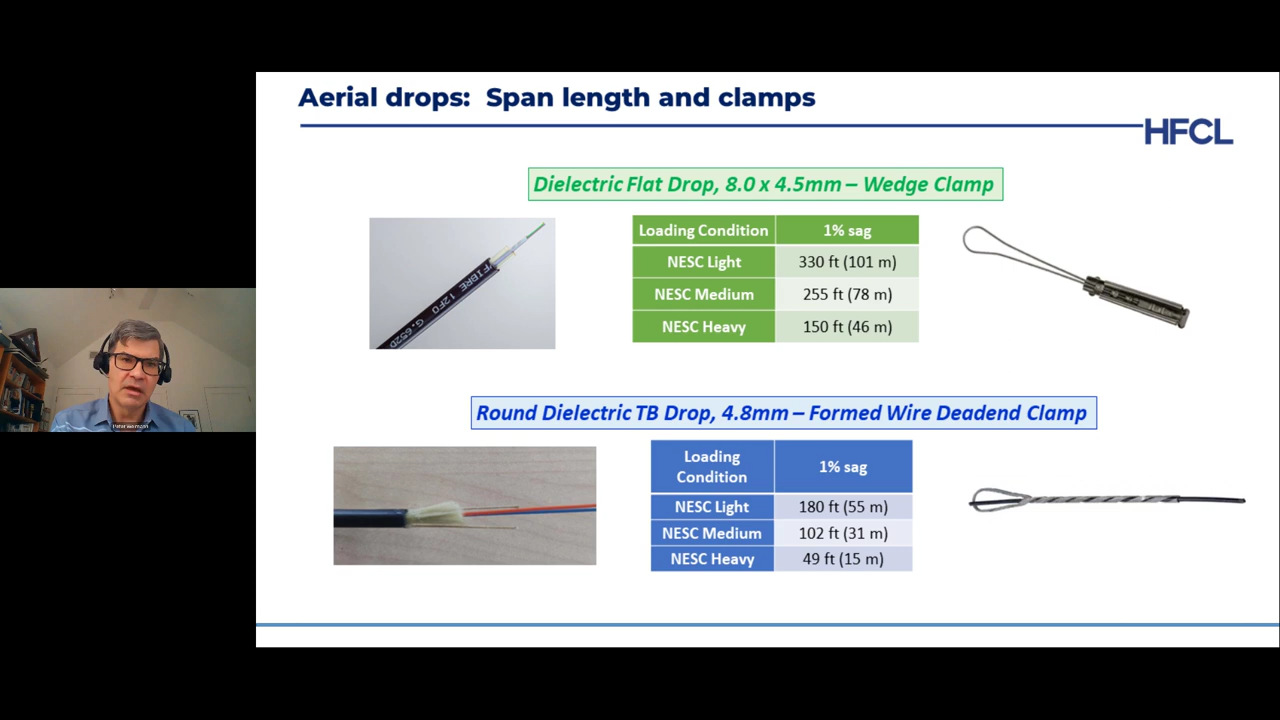 Aerial drops: Span length and clamps
HFCL
Dielectric Flat Drop, 8.0 x 4.5mm – Wedge Clamp
Loading Condition 1% sag
NESC Light 330 ft (101 m)
NESC Medium 255 ft (78 m)
NESC Heavy 150 ft (46 m)
FIBRE 12FO G.652D
Round Dielectric TB Drop, 4.8mm – Formed Wire Deadend Clamp
Loading
Condition 1% sag
NESC Light 180 ft (55 m)
NESC Medium 102 ft (31 m)
NESC Heavy 49 ft (15 m)